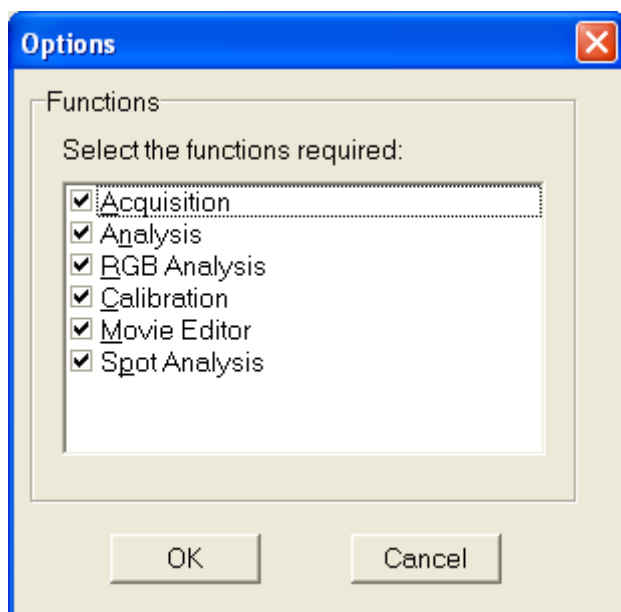 Options
Functions
Select the functions required:
Acquisition
Analysis
RGB Analysis
Calibration
Movie Editor
Spot Analysis
OK Cancel